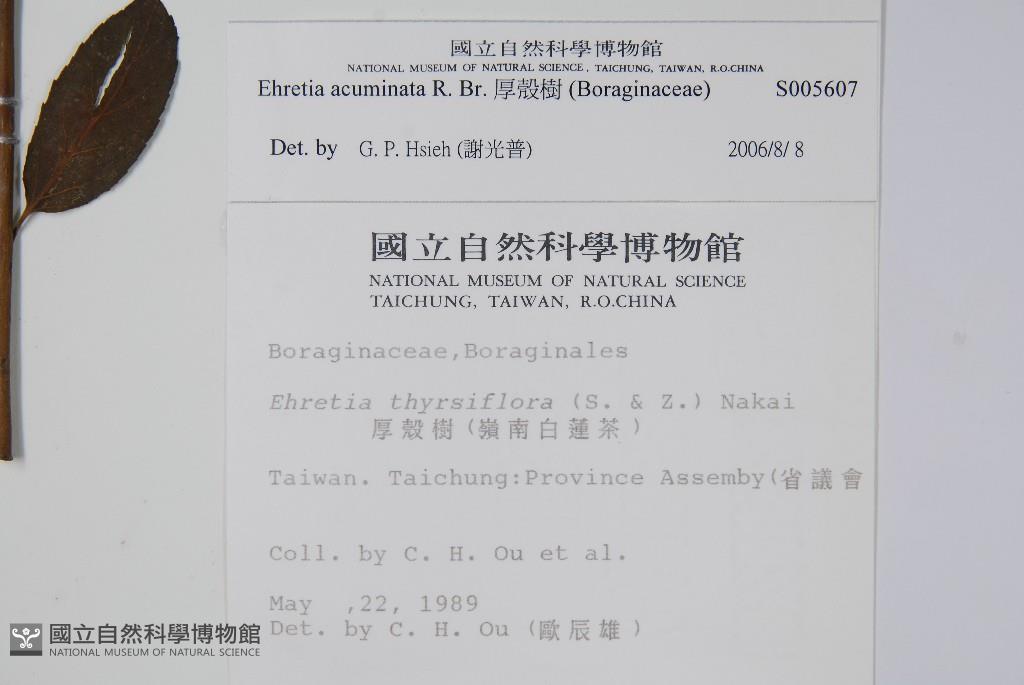 國立自然科學博物館
NATIONAL MUSEUM OF NATURAL SCIENCE, TAICHUNG, TAIWAN, R.O.CHINA
Ehretia acuminata R. Br. 厚殼樹 (Boraginaceae) S005607
Det. by G. P. Hsieh (謝光普) 2006/8/ 8
國立自然科學博物館
NATIONAL MUSEUM OF NATURAL SCIENCE
TAICHUNG, TAIWAN, R.O.CHINA
Boraginaceae,Boraginales
Ehretia thyrsiflora (S. & Z.) Nakai
厚殼樹(嶺南白蓮茶)
Taiwan. Taichung:Province Assemby(省議會
Coll. by C. H. Ou et al.
May ,22, 1989
Det. by C. H. Ou (歐辰雄)
國立自然科學博物館
NATIONAL MUSEUM OF NATURAL SCIENCE